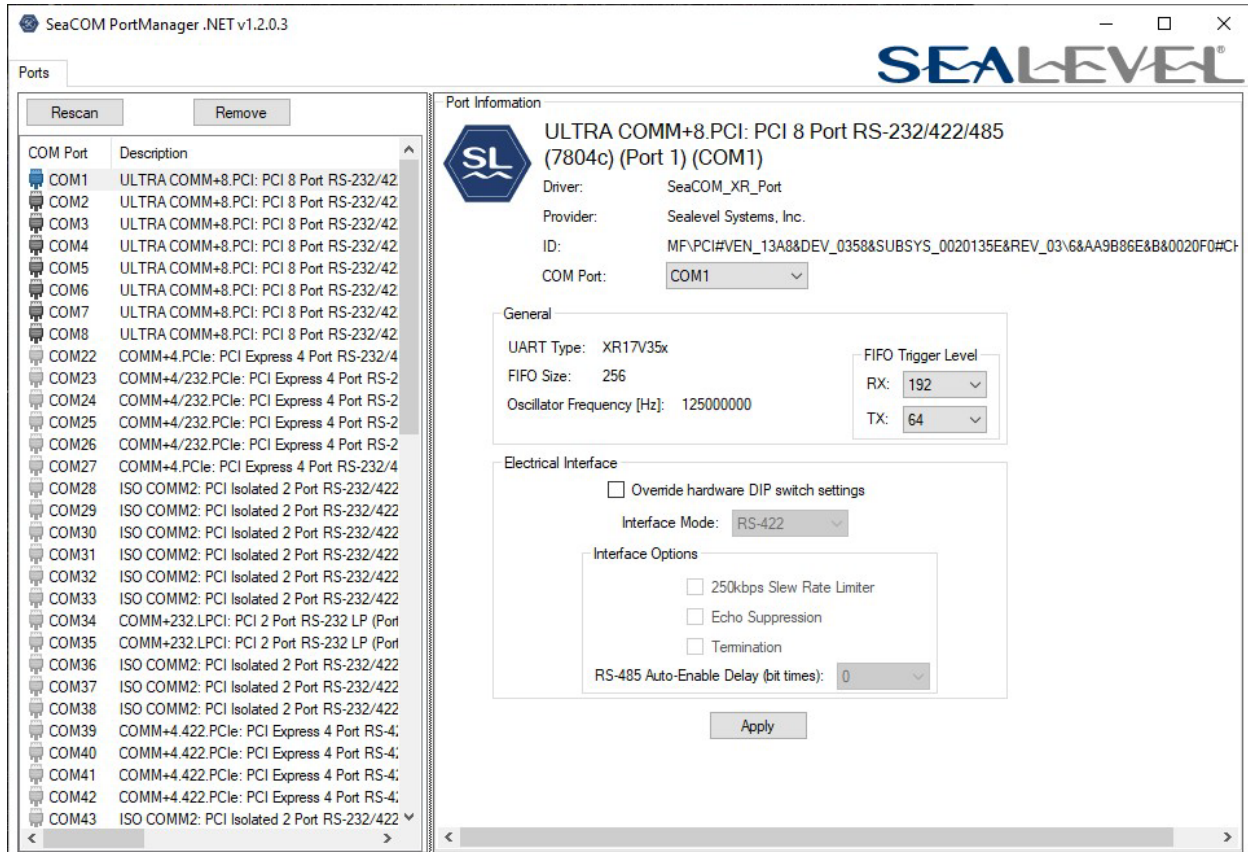 SeaCOM PortManager .NET v1.2.0.3
SEALEVEL®
Ports
Rescan
Remove
COM Port Description
COM1 ULTRA COMM+8.PCI: PCI 8 Port RS-232/42
COM2 ULTRA COMM+8.PCI: PCI 8 Port RS-232/42
COM3 ULTRA COMM+8.PCI: PCI 8 Port RS-232/42
COM4 ULTRA COMM+8.PCI: PCI 8 Port RS-232/42
COM5 ULTRA COMM+8.PCI: PCI 8 Port RS-232/42
COM6 ULTRA COMM+8.PCI: PCI 8 Port RS-232/42
COM7 ULTRA COMM+8.PCI: PCI 8 Port RS-232/42
COM8 ULTRA COMM+8.PCI: PCI 8 Port RS-232/42
COM22 COMM+4.PCIe: PCI Express 4 Port RS-232/4
COM23 COMM+4/232.PCIe: PCI Express 4 Port RS-2
COM24 COMM+4/232.PCIe: PCI Express 4 Port RS-2
COM25 COMM+4/232.PCIe: PCI Express 4 Port RS-2
COM26 COMM+4/232.PCIe: PCI Express 4 Port RS-2
COM27 COMM+4.PCIe: PCI Express 4 Port RS-232/4
COM28 ISO COMM2: PCI Isolated 2 Port RS-232/422
COM29 ISO COMM2: PCI Isolated 2 Port RS-232/422
COM30 ISO COMM2: PCI Isolated 2 Port RS-232/422
COM31 ISO COMM2: PCI Isolated 2 Port RS-232/422
COM32 ISO COMM2: PCI Isolated 2 Port RS-232/422
COM33 ISO COMM2: PCI Isolated 2 Port RS-232/422
COM34 COMM+232.LPCI: PCI 2 Port RS-232 LP (Port
COM35 COMM+232.LPCI: PCI 2 Port RS-232 LP (Port
COM36 ISO COMM2: PCI Isolated 2 Port RS-232/422
COM37 ISO COMM2: PCI Isolated 2 Port RS-232/422
COM38 ISO COMM2: PCI Isolated 2 Port RS-232/422
COM39 COMM+4.422.PCIe: PCI Express 4 Port RS-42
COM40 COMM+4.422.PCIe: PCI Express 4 Port RS-42
COM41 COMM+4.422.PCIe: PCI Express 4 Port RS-42
COM42 COMM+4.422.PCIe: PCI Express 4 Port RS-42
COM43 ISO COMM2: PCI Isolated 2 Port RS-232/422
Port Information
SL
ULTRA COMM+8.PCI: PCI 8 Port RS-232/422/485
(7804c) (Port 1) (COM1)
Driver: SeaCOM_XR_Port
Provider: Sealevel Systems, Inc.
ID: MF\PCI#VEN_13A8&DEV_0358&SUBSYS_0020135E&REV_03\6&AA9B86E&B&0020F0#CH
COM Port: COM1
General
UART Type: XR17V35x
FIFO Size: 256
Oscillator Frequency [Hz]: 125000000
FIFO Trigger Level
RX: 192
TX: 64
Electrical Interface
Override hardware DIP switch settings
Interface Mode: RS-422
Interface Options
250kbps Slew Rate Limiter
Echo Suppression
Termination
RS-485 Auto-Enable Delay (bit times): 0
Apply